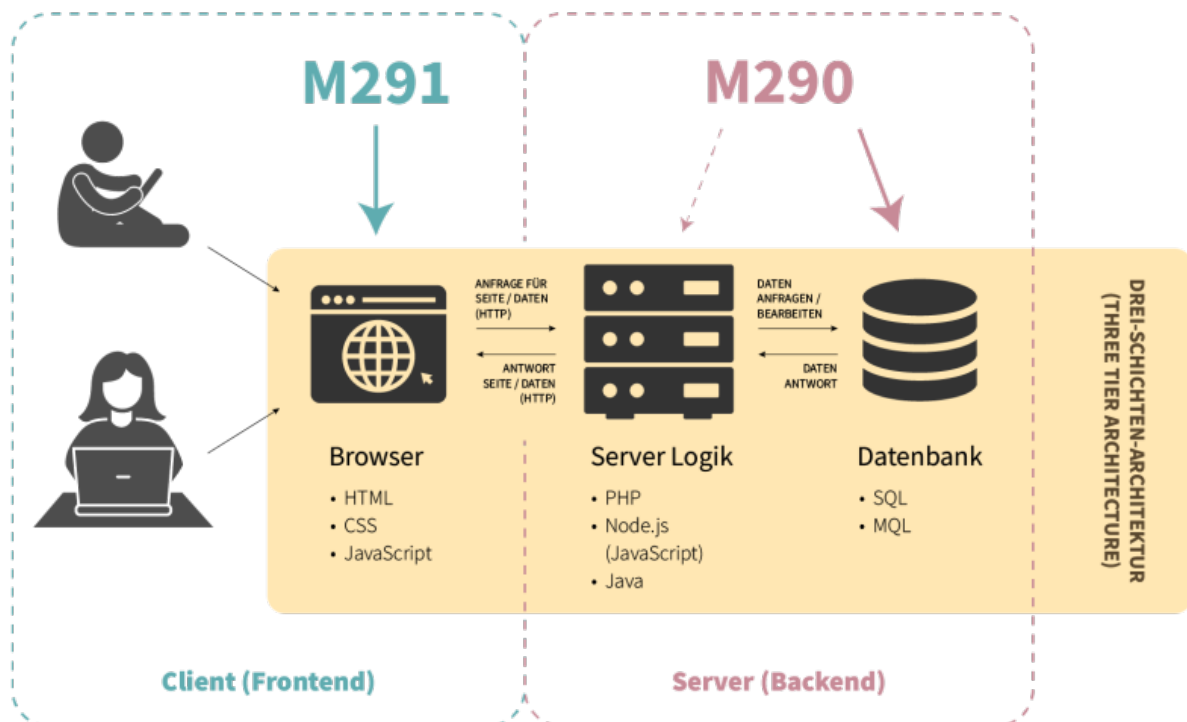 M291
M290
ANFRAGE FÜR
SEITE / DATEN
(HTTP)
ANTWORT
SEITE / DATEN
(HTTP)
DATEN
ANFRAGEN /
BEARBEITEN
DATEN
ANTWORT
Browser
• HTML
• CSS
• JavaScript
Server Logik
• PHP
• Node.js
(JavaScript)
• Java
Datenbank
• SQL
• MQL
DREI-SCHICHTEN-ARCHITEKTUR
(THREE TIER ARCHITECTURE)
Client (Frontend)
Server (Backend)